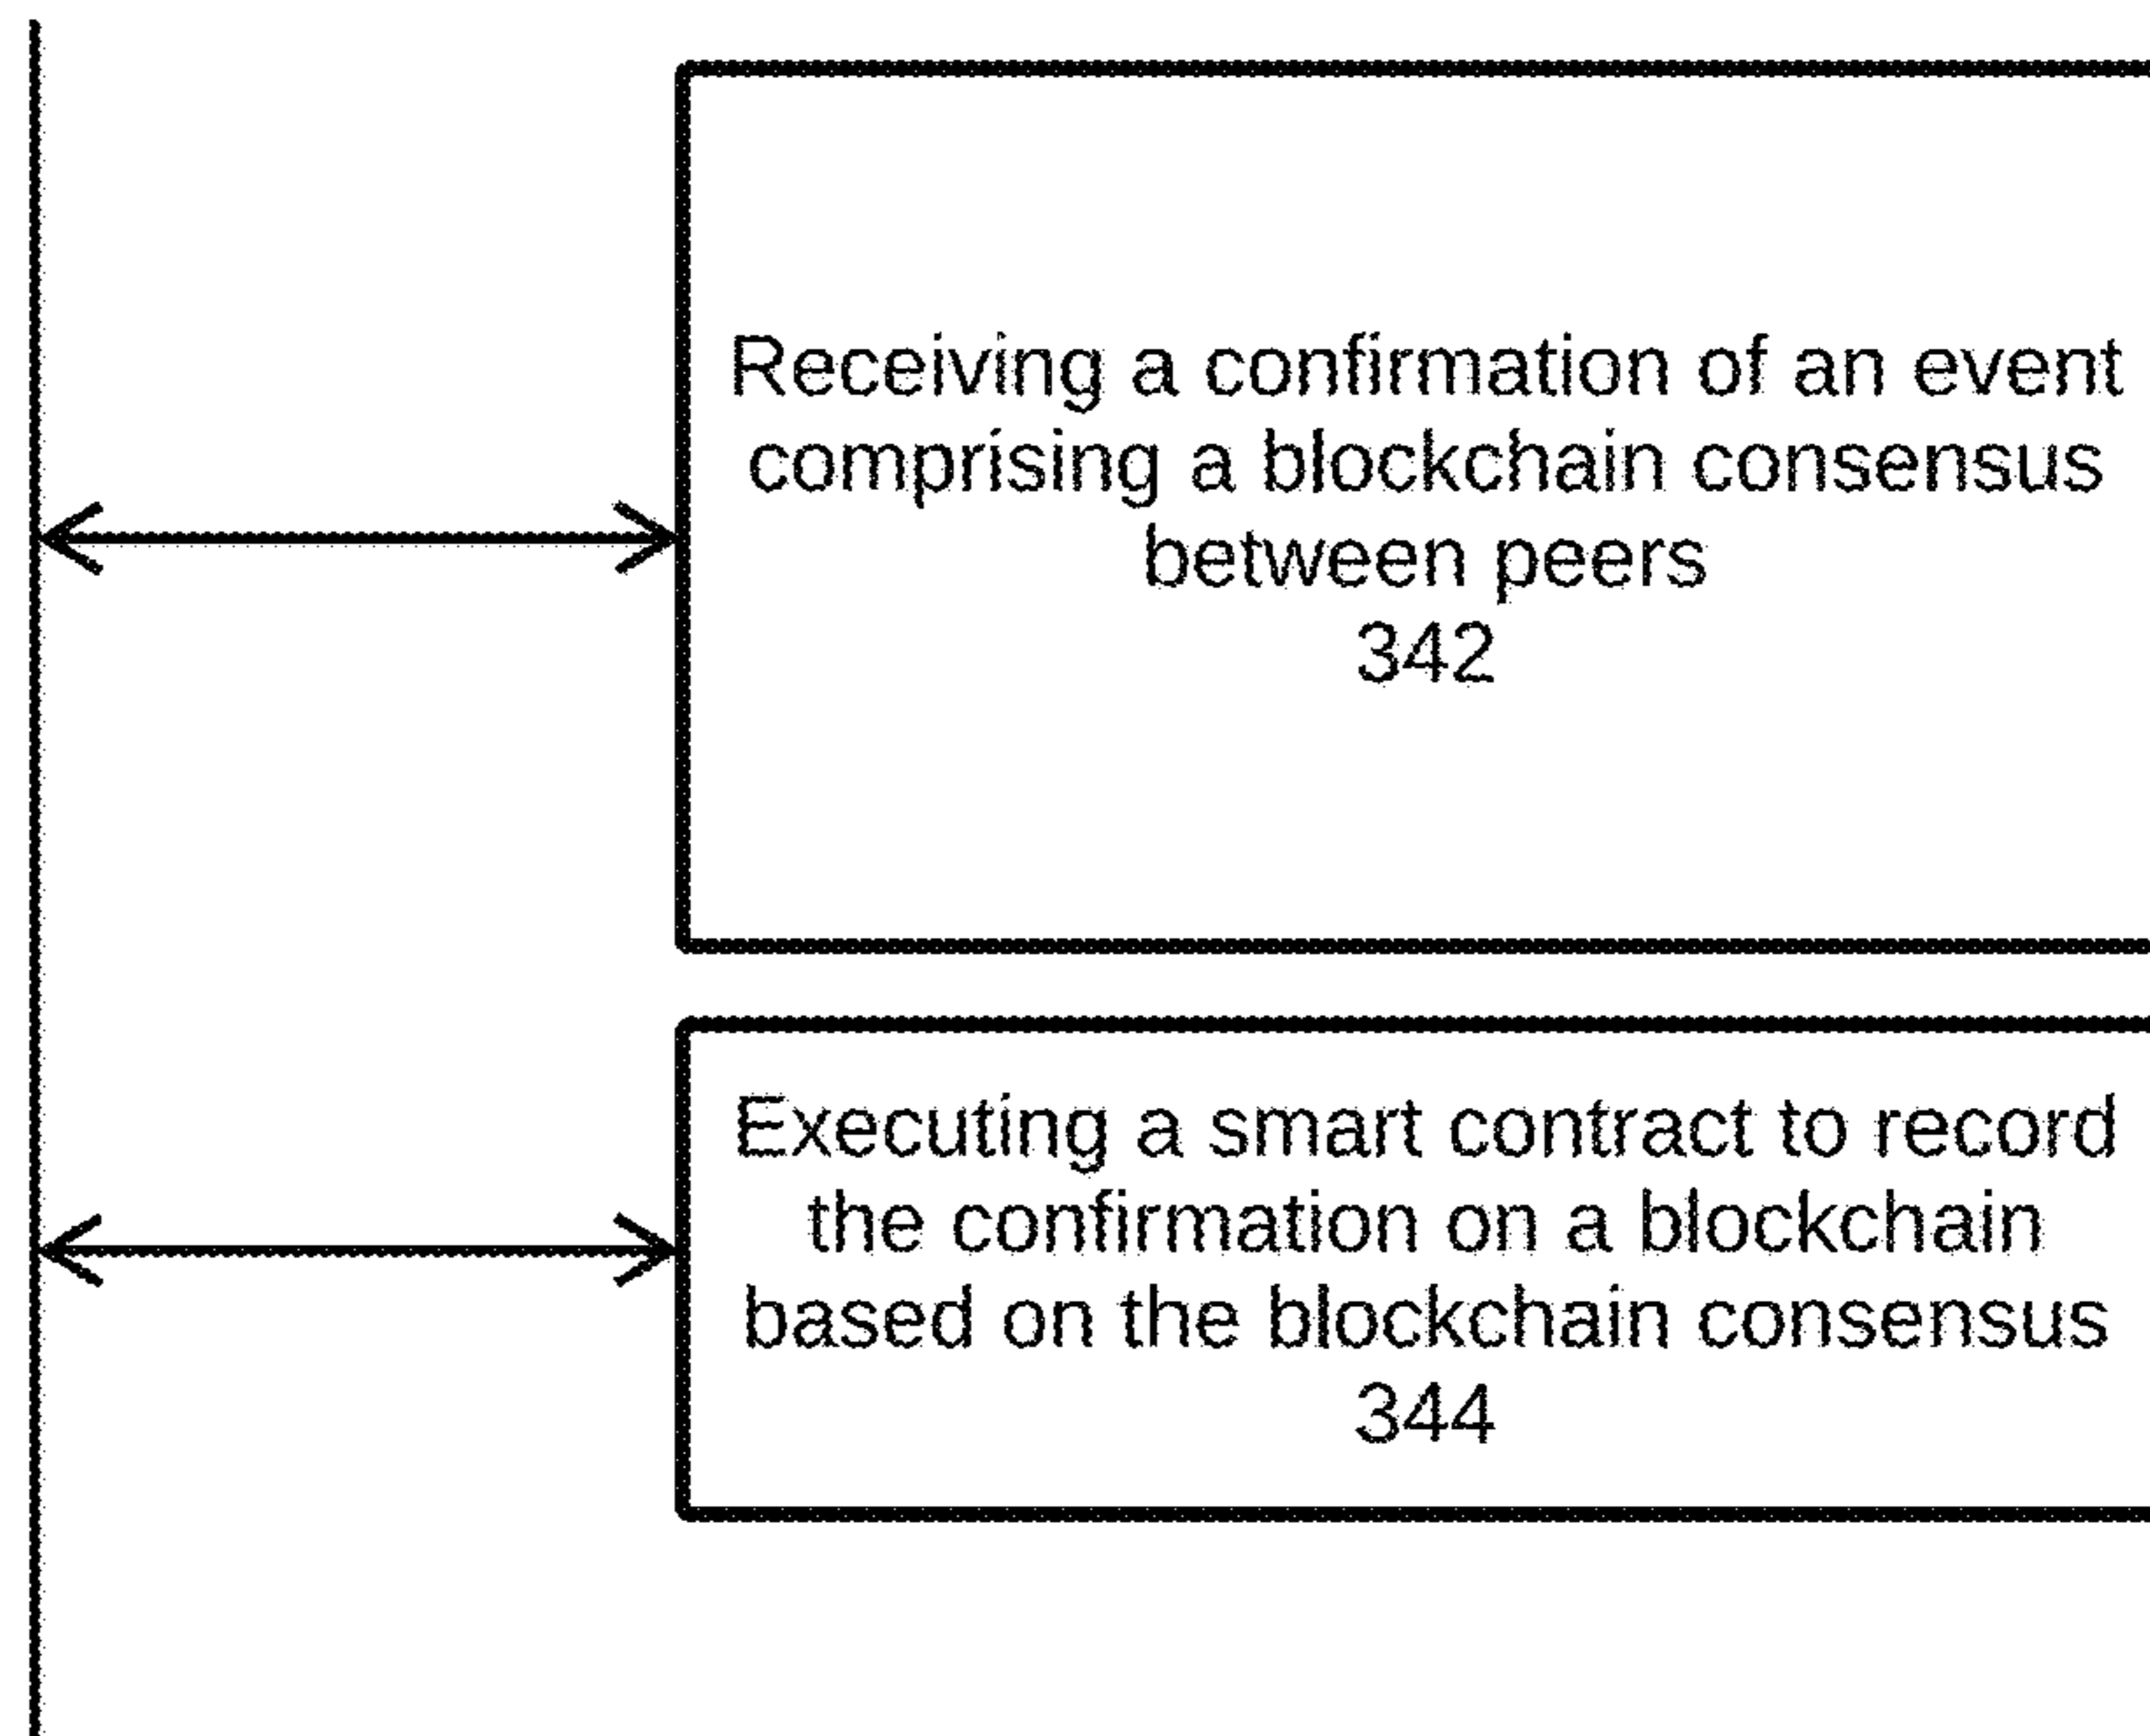 Receiving a confirmation of an event
comprising a blockchain consensus
between peers
342
Executing a smart contract to record
the confirmation on a blockchain
based on the blockchain consensus
344